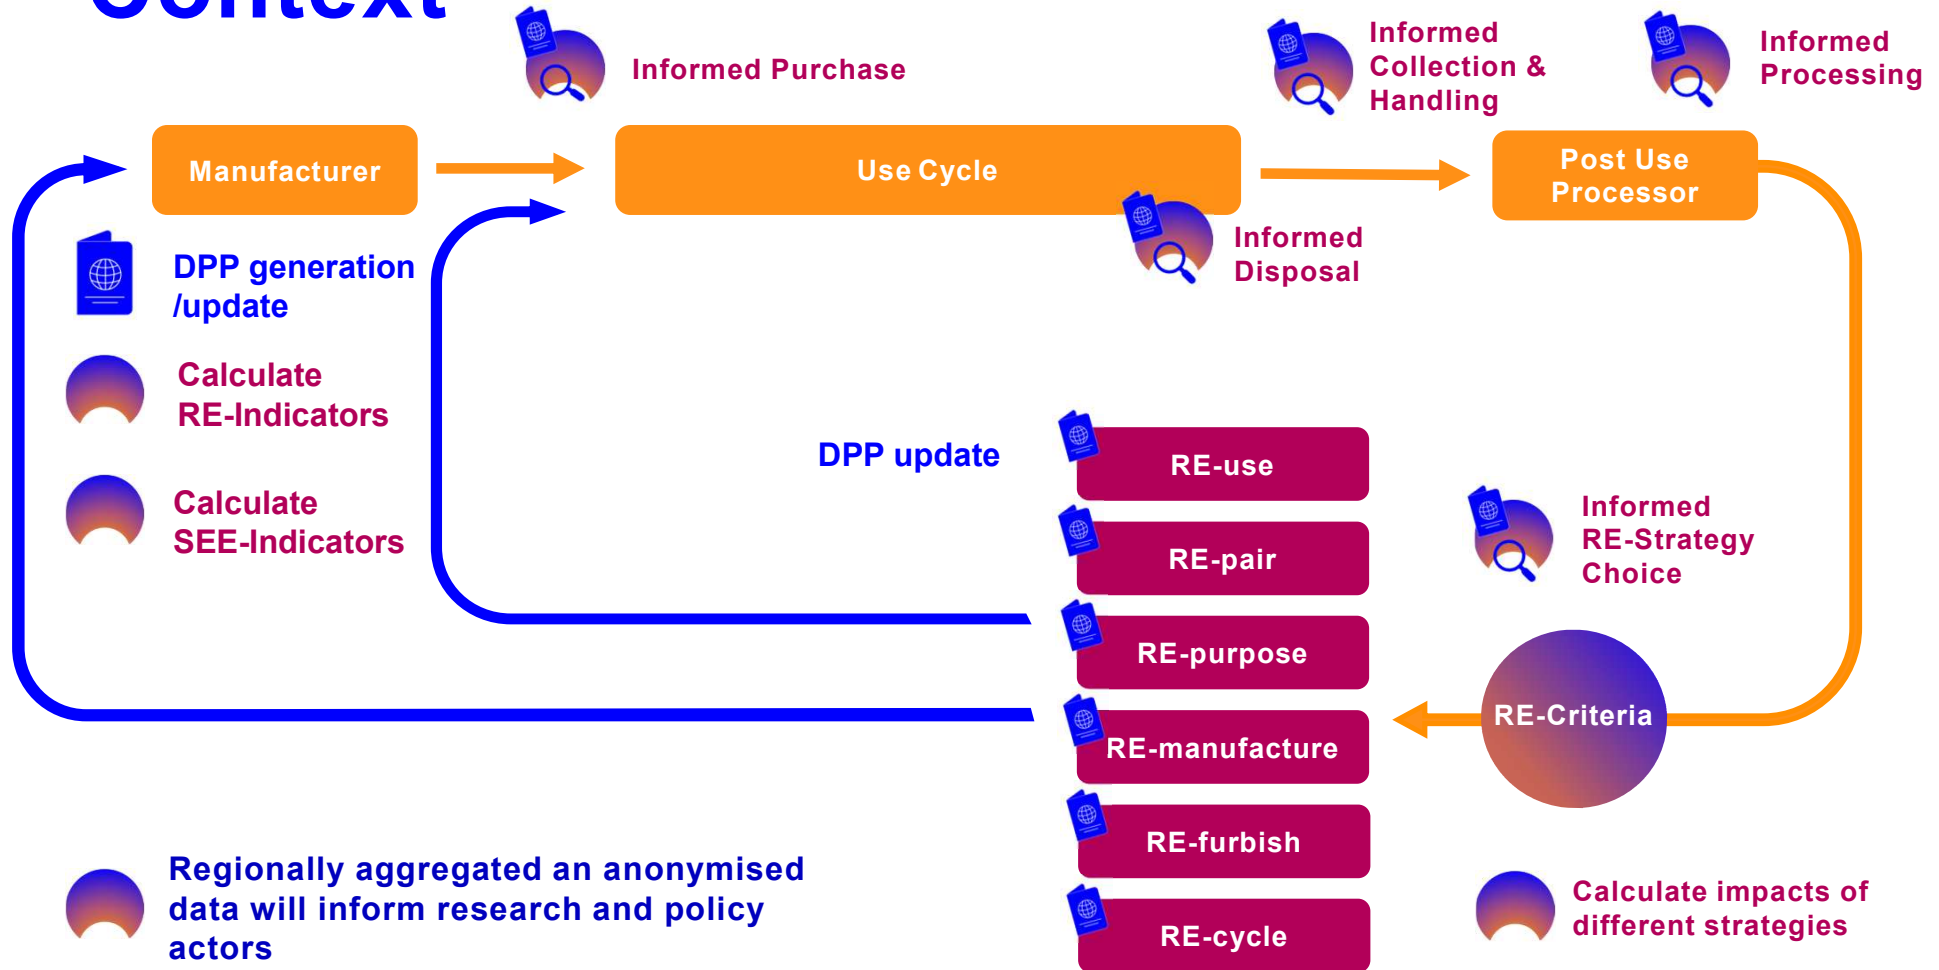 Context
Informed Purchase
Informed
Collection &
Handling
Informed
Processing
Manufacturer
Use Cycle
Post Use
Processor
DPP generation
/update
Informed
Disposal
Calculate
RE-Indicators
Calculate
SEE-Indicators
DPP update
RE-use
RE-pair
RE-purpose
RE-manufacture
RE-furbish
RE-cycle
Informed
RE-Strategy
Choice
RE-Criteria
Regionally aggregated an anonymised
data will inform research and policy
actors
Calculate impacts of
different strategies